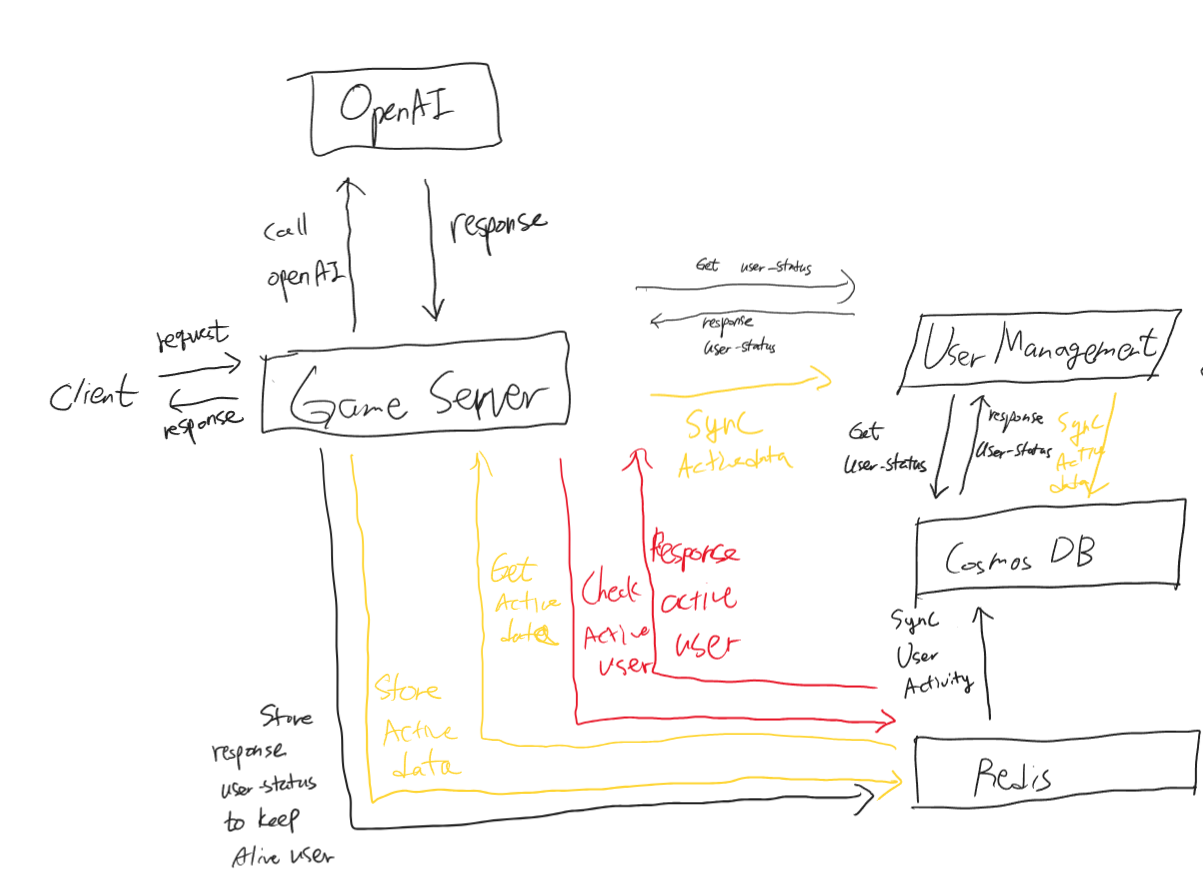 OpenAI
call
openAI
response
Get user-status
response
user-status
request
Client
response
Game Server
User Management
Sync
Activedata
Get
user-status
response
user-status
Sync
Active
data
Cosmos DB
Get
Active
data
Check
Active
user
Response
active
user
Sync
User
Activity
Store
Active
data
Store
response
user-status
to keep
Alive user
Redis